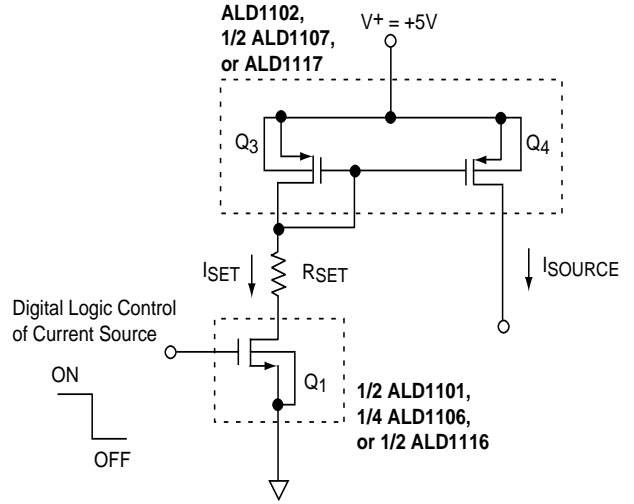 ALD1102,
1/2 ALD1107,
or ALD1117
V+ = +5V
Q3
Q4
ISET
RSET
ISOURCE
Digital Logic Control
of Current Source
ON
OFF
Q1
1/2 ALD1101,
1/4 ALD1106,
or 1/2 ALD1116